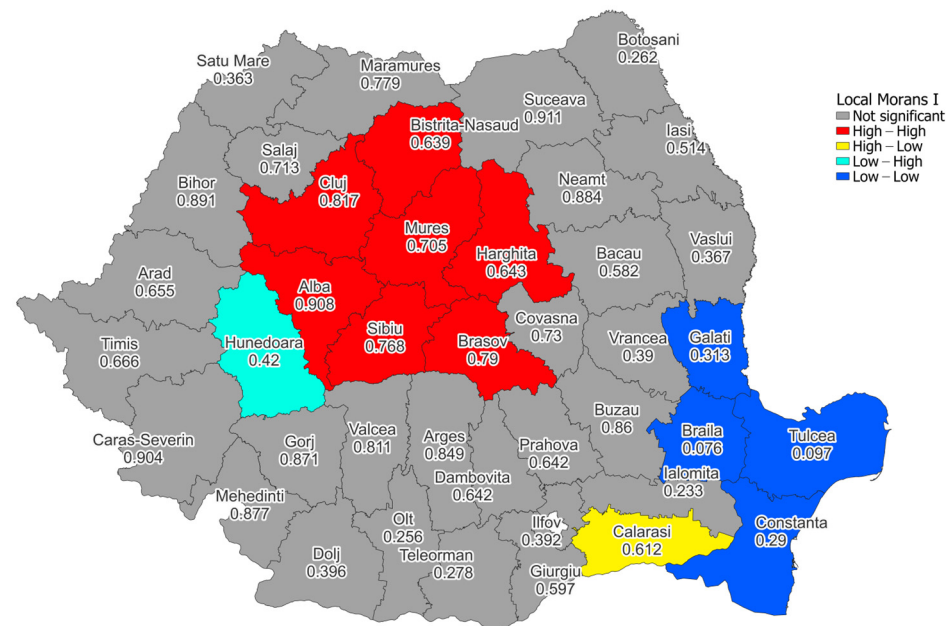 Botosani
0.262
Satu Mare
0.363
Maramures
0.779
Suceava
0.911
Local Morans I
Not significant
High – High
High – Low
Low – High
Low – Low
Bistrita-Nasaud
0.639
Iasi
0.514
Salaj
0.713
Cluj
0.817
Bihor
0.891
Neamt
0.884
Mures
0.705
Harghita
0.643
Bacau
0.582
Vaslui
0.367
Arad
0.655
Alba
0.908
Covasna
0.73
Timis
0.666
Hunedoara
0.42
Sibiu
0.768
Brasov
0.79
Vrancea
0.39
Galati
0.313
Buzau
0.86
Caras-Severin
0.904
Gorj
0.871
Valcea
0.811
Arges
0.849
Prahova
0.642
Braila
0.076
Tulcea
0.097
Dambovita
0.642
Ialomita
0.233
Mehedinti
0.877
Olt
0.256
Ilfov
0.392
Calarasi
0.612
Constanta
0.29
Dolj
0.396
Teleorman
0.278
Giurgiu
0.597